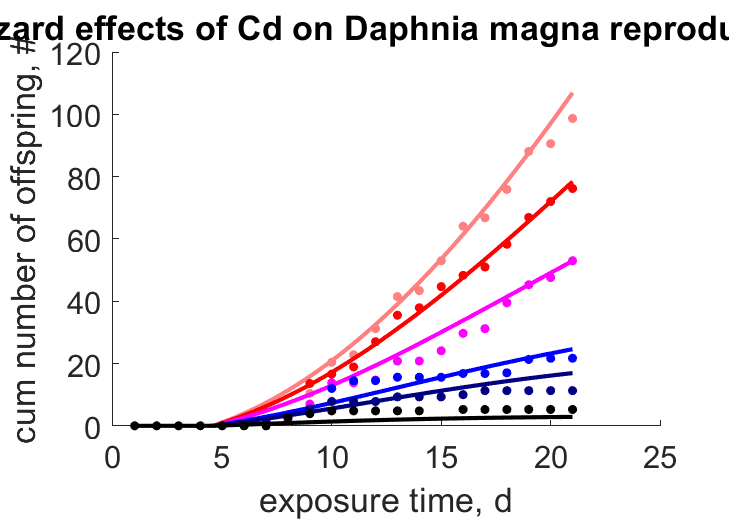 zard effects of Cd on Daphnia magna reprodu
cum number of offspring, #
120
100
80
60
40
20
0
0 5 10 15 20 25
exposure time, d